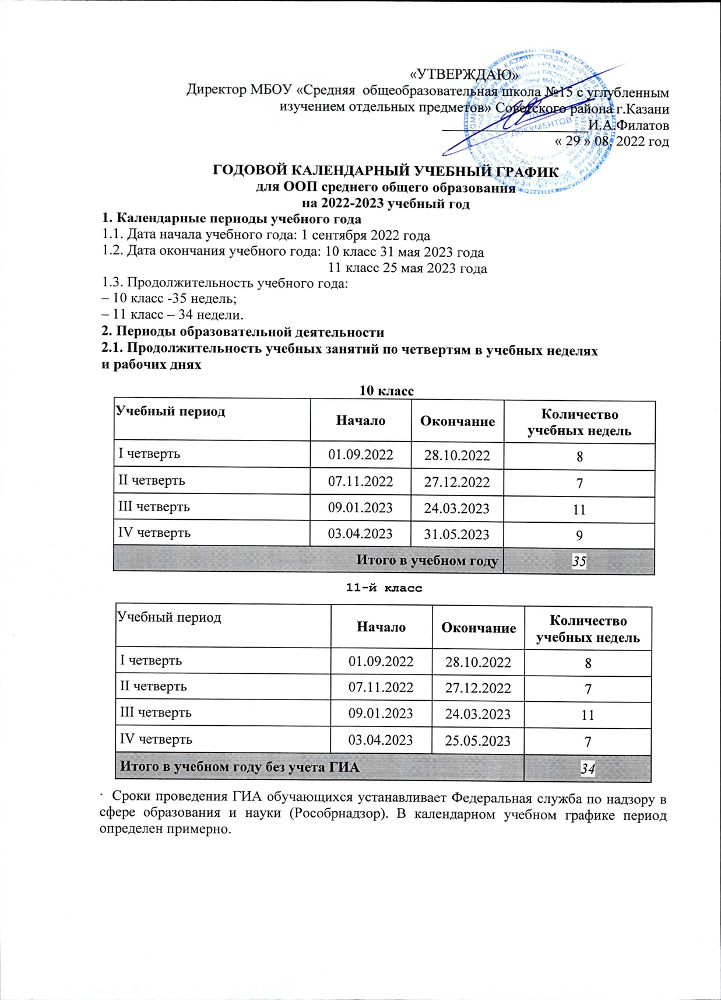 «УТВЕРЖДАЮ»
Директор МБОУ «Средняя общеобразовательная школа №15 с углубленным
изучением отдельных предметов» Советского района г.Казани
____________________И.А.Филатов
« 29 » 08. 2022 год
ДЛЯ
ДОКУМЕНТОВ
ГОДОВОЙ КАЛЕНДАРНЫЙ УЧЕБНЫЙ ГРАФИК
для ООП среднего общего образования
на 2022-2023 учебный год
1. Календарные периоды учебного года
1.1. Дата начала учебного года: 1 сентября 2022 года
1.2. Дата окончания учебного года: 10 класс 31 мая 2023 года
11 класс 25 мая 2023 года
1.3. Продолжительность учебного года:
– 10 класс -35 недель;
– 11 класс – 34 недели.
2. Периоды образовательной деятельности
2.1. Продолжительность учебных занятий по четвертям в учебных неделях
и рабочих днях
10 класс
Учебный период Начало Окончание Количество
учебных недель
I четверть 01.09.2022 28.10.2022 8
II четверть 07.11.2022 27.12.2022 7
III четверть 09.01.2023 24.03.2023 11
IV четверть 03.04.2023 31.05.2023 9
Итого в учебном году 35
11-й класс
Учебный период Начало Окончание Количество
учебных недель
I четверть 01.09.2022 28.10.2022 8
II четверть 07.11.2022 27.12.2022 7
III четверть 09.01.2023 24.03.2023 11
IV четверть 03.04.2023 25.05.2023 7
Итого в учебном году без учета ГИА 34
· Сроки проведения ГИА обучающихся устанавливает Федеральная служба по надзору в
сфере образования и науки (Рособрнадзор). В календарном учебном графике период
определен примерно.